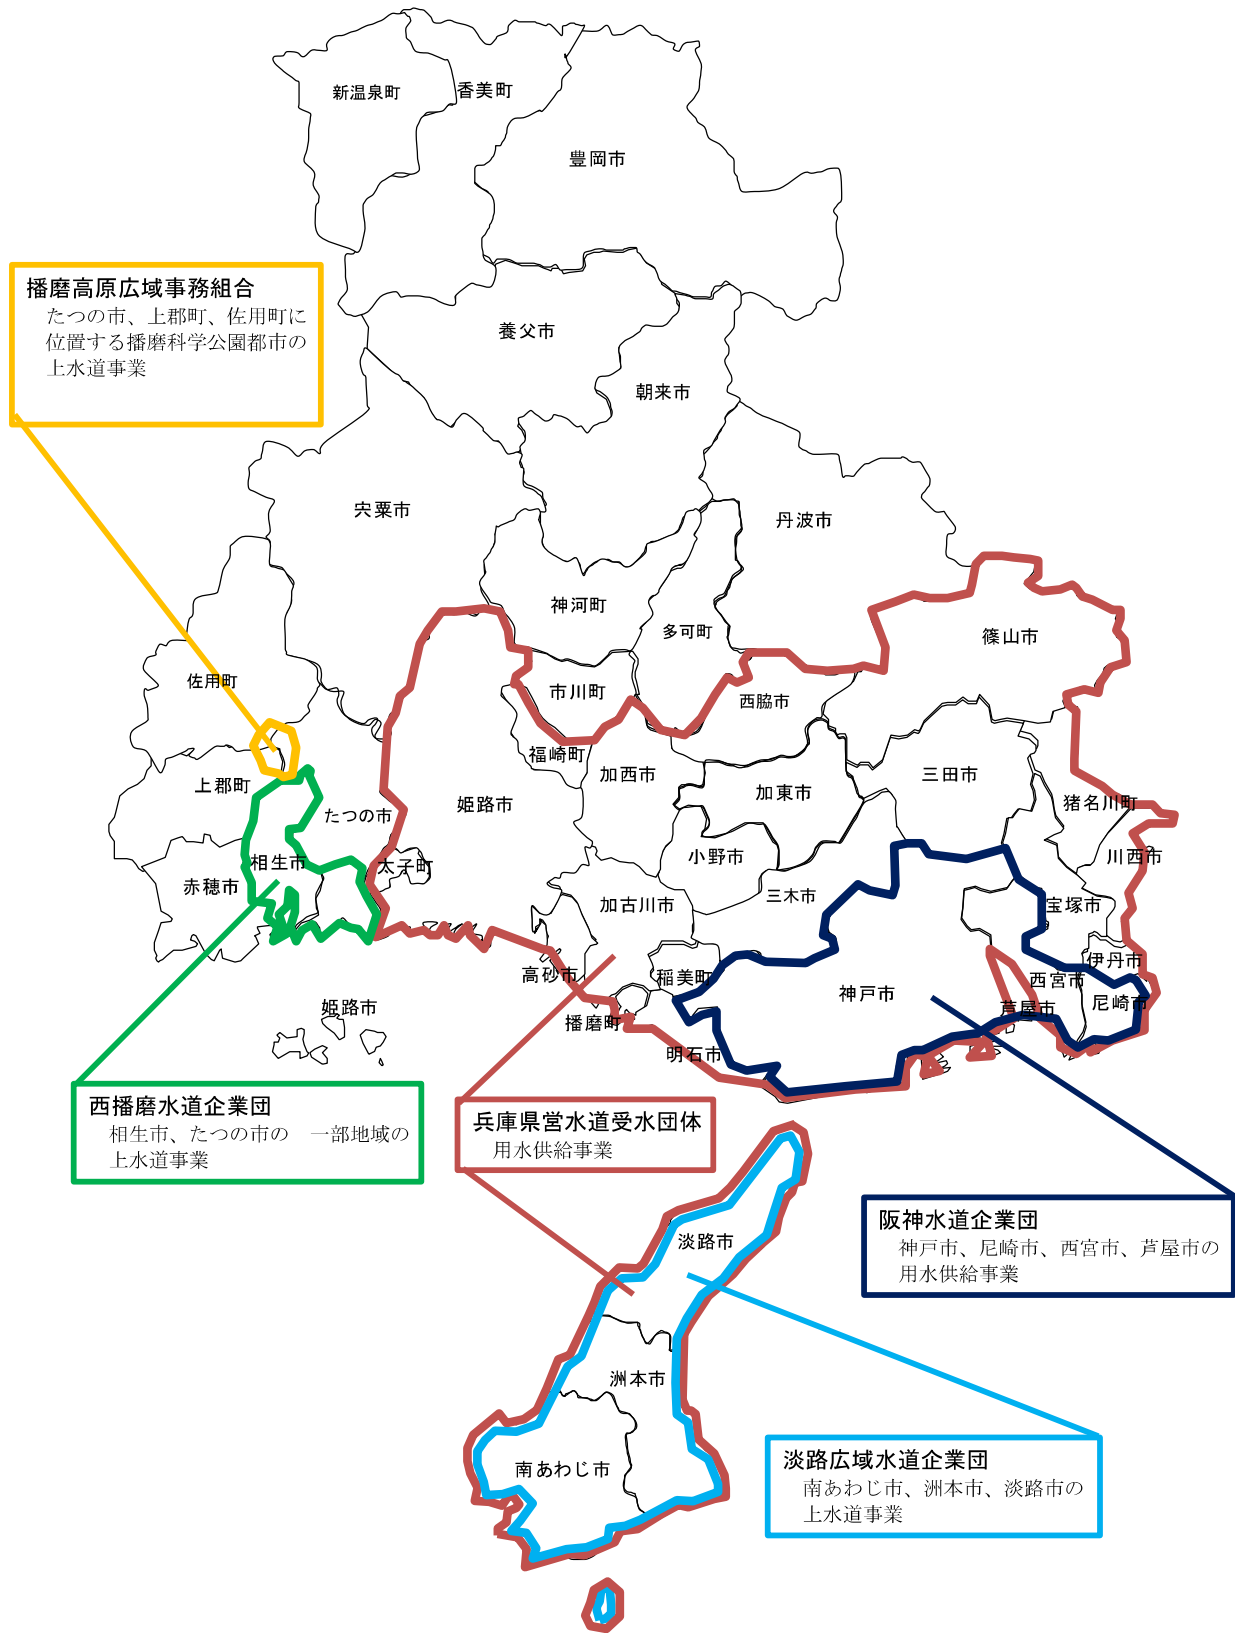 新温泉町
香美町
豊岡市
播磨高原広域事務組合
たつの市、上郡町、佐用町に
位置する播磨科学公園都市の
上水道事業
養父市
朝来市
宍粟市
丹波市
神河町
多可町
篠山市
佐用町
市川町
西脇市
福崎町
加西市
三田市
上郡町
加東市
姫路市
猪名川町
たつの市
小野市
川西市
相生市
太子町
赤穂市
三木市
加古川市
宝塚市
伊丹市
高砂市
稲美町
西宮市
神戸市
尼崎市
姫路市
芦屋市
播磨町
明石市
西播磨水道企業団
相生市、たつの市の　一部地域の
上水道事業
兵庫県営水道受水団体
用水供給事業
阪神水道企業団
神戸市、尼崎市、西宮市、芦屋市の
用水供給事業
淡路市
洲本市
南あわじ市
淡路広域水道企業団
南あわじ市、洲本市、淡路市の
上水道事業